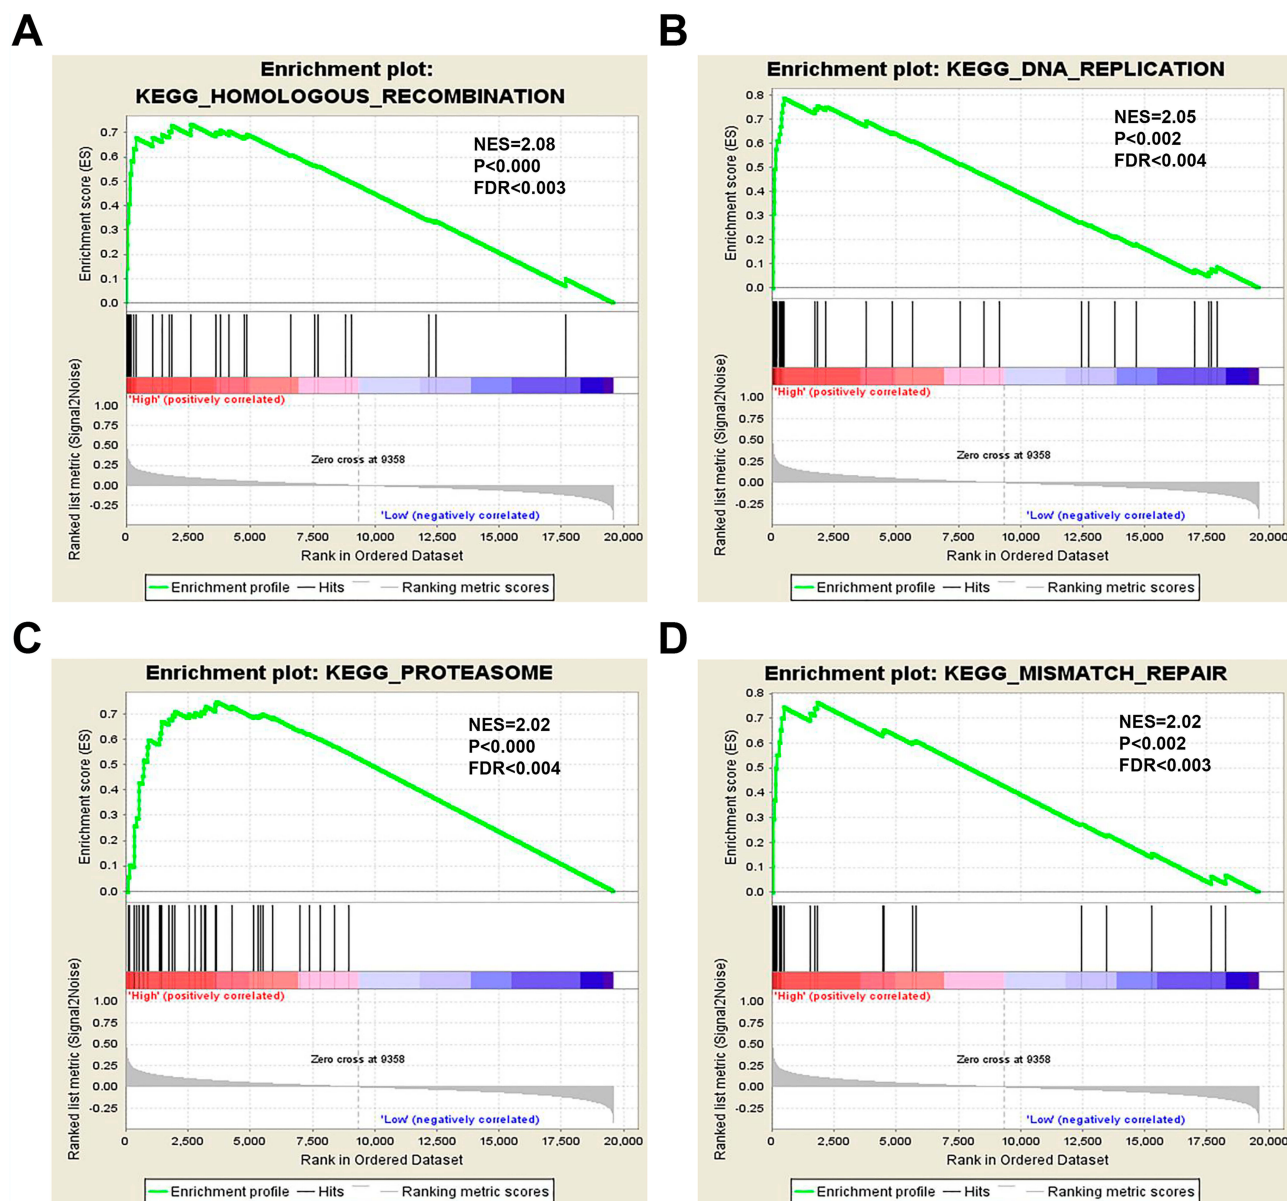 A
Enrichment plot:
KEGG_HOMOLOGOUS_RECOMBINATION
Enrichment score (ES)
0.7
0.6
0.5
0.4
0.3
0.2
0.1
0.0
NES=2.08
P<0.000
FDR<0.003
Ranked list metric (Signal2Noise)
'High' (positively correlated)
1.00
0.75
0.50
0.25
0.00
-0.25
Zero cross at 9358
'Low' (negatively correlated)
0 2,500 5,000 7,500 10,000 12,500 15,000 17,500 20,000
Rank in Ordered Dataset
Enrichment profile Hits Ranking metric scores
B
Enrichment plot: KEGG_DNA_REPLICATION
Enrichment score (ES)
0.8
0.7
0.6
0.5
0.4
0.3
0.2
0.1
0.0
NES=2.05
P<0.002
FDR<0.004
Ranked list metric (Signal2Noise)
'High' (positively correlated)
1.00
0.75
0.50
0.25
0.00
-0.25
Zero cross at 9358
'Low' (negatively correlated)
0 2,500 5,000 7,500 10,000 12,500 15,000 17,500 20,000
Rank in Ordered Dataset
Enrichment profile Hits Ranking metric scores
C
Enrichment plot: KEGG_PROTEASOME
Enrichment score (ES)
0.7
0.6
0.5
0.4
0.3
0.2
0.1
0.0
NES=2.02
P<0.000
FDR<0.004
Ranked list metric (Signal2Noise)
'High' (positively correlated)
1.00
0.75
0.50
0.25
0.00
-0.25
Zero cross at 9358
'Low' (negatively correlated)
0 2,500 5,000 7,500 10,000 12,500 15,000 17,500 20,000
Rank in Ordered Dataset
Enrichment profile Hits Ranking metric scores
D
Enrichment plot: KEGG_MISMATCH_REPAIR
Enrichment score (ES)
0.8
0.7
0.6
0.5
0.4
0.3
0.2
0.1
0.0
NES=2.02
P<0.002
FDR<0.003
Ranked list metric (Signal2Noise)
'High' (positively correlated)
1.00
0.75
0.50
0.25
0.00
-0.25
Zero cross at 9358
'Low' (negatively correlated)
0 2,500 5,000 7,500 10,000 12,500 15,000 17,500 20,000
Rank in Ordered Dataset
Enrichment profile Hits Ranking metric scores